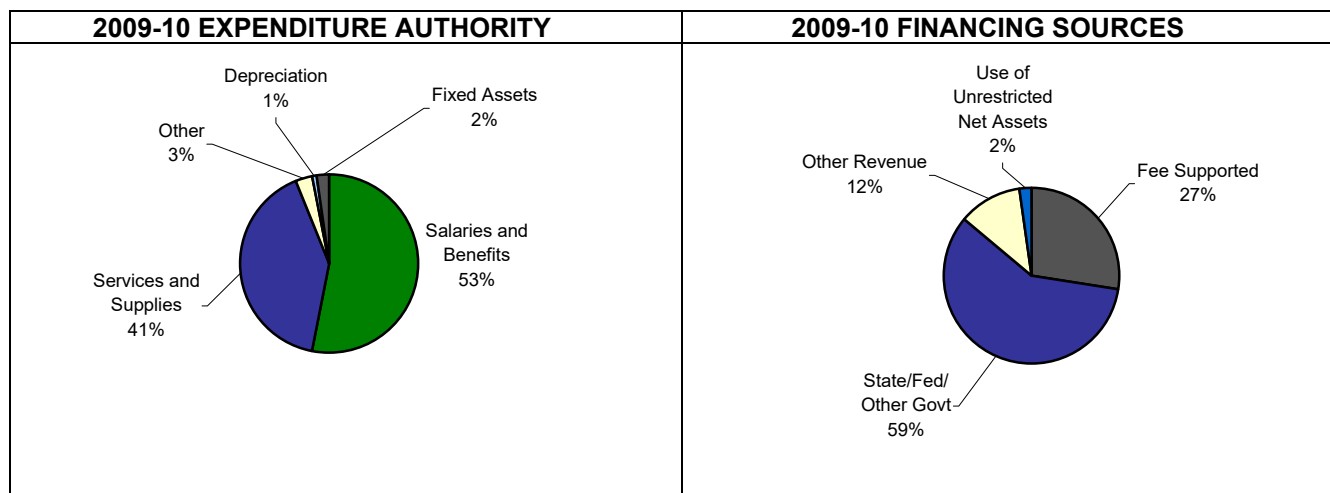 2009-10 EXPENDITURE AUTHORITY
Depreciation
1%
Fixed Assets
2%
Other
3%
Salaries and
Benefits
53%
Services and
Supplies
41%
2009-10 FINANCING SOURCES
Use of
Unrestricted
Net Assets
2%
Other Revenue
12%
Fee Supported
27%
State/Fed/
Other Govt
59%